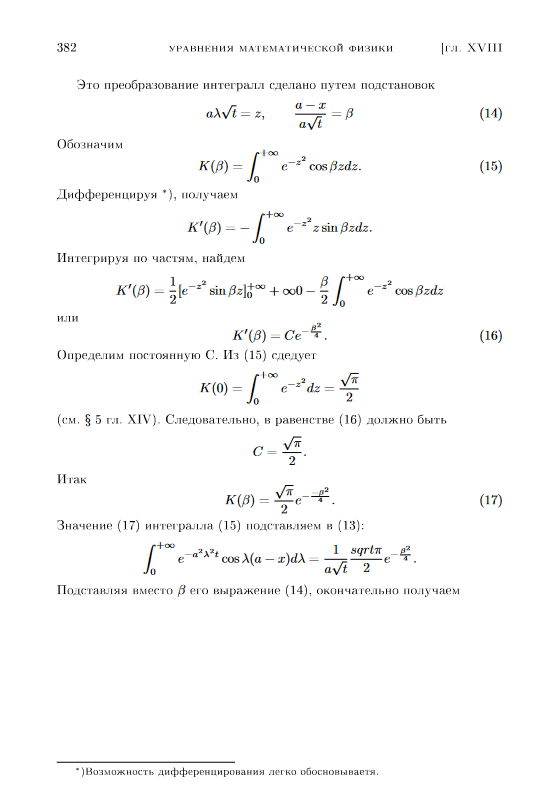 382 УРАВНЕНИЯ МАТЕМАТИЧЕСКОЙ ФИЗИКИ [ГЛ. XVIII
Это преобразование интегралл сделано путем подстановок
$a\lambda\sqrt{t} = z, \qquad \frac{a-x}{a\sqrt{t}} = \beta$ (14)
Обозначим
$K(\beta) = \int_0^{+\infty} e^{-z^2} \cos \beta z dz.$ (15)
Дифференцируя *), получаем
$K'(\beta) = -\int_0^{+\infty} e^{-z^2} z \sin \beta z dz.$
Интегрируя по частям, найдем
$K'(\beta) = \frac{1}{2}[e^{-z^2} \sin \beta z]_0^{+\infty} + \infty 0 - \frac{\beta}{2} \int_0^{+\infty} e^{-z^2} \cos \beta z dz$
или
$K'(\beta) = Ce^{-\frac{\beta^2}{4}}.$ (16)
Определим постоянную С. Из (15) сдедует
$K(0) = \int_0^{+\infty} e^{-z^2} dz = \frac{\sqrt{\pi}}{2}$
(см. § 5 гл. XIV). Следовательно, в равенстве (16) должно быть
$C = \frac{\sqrt{\pi}}{2}.$
Итак
$K(\beta) = \frac{\sqrt{\pi}}{2} e^{-\frac{-\beta^2}{4}}.$ (17)
Значение (17) интегралла (15) подставляем в (13):
$\int_0^{+\infty} e^{-a^2\lambda^2 t} \cos \lambda(a-x) d\lambda = \frac{1}{a\sqrt{t}} \frac{sqrt\pi}{2} e^{-\frac{\beta^2}{4}}.$
Подставляя вместо $\beta$ его выражение (14), окончательно получаем
*)Возможность дифференцирования легко обосновываетя.